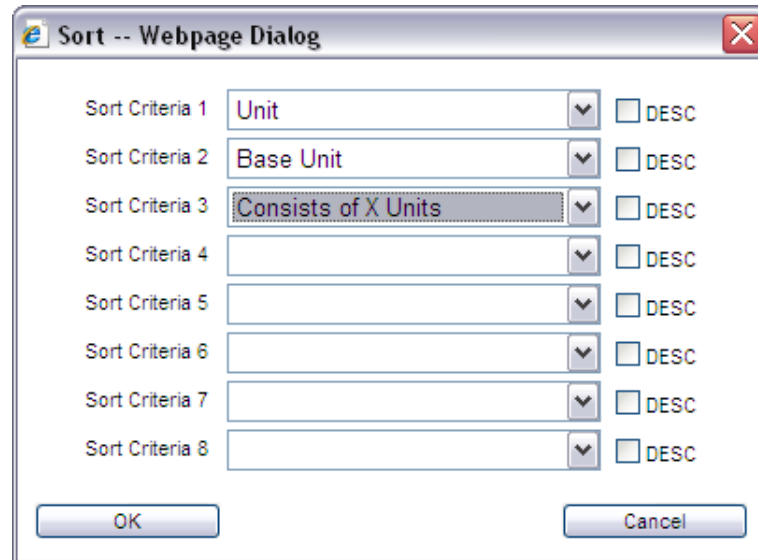 Sort -- Webpage Dialog
Sort Criteria 1 Unit DESC
Sort Criteria 2 Base Unit DESC
Sort Criteria 3 Consists of X Units DESC
Sort Criteria 4 DESC
Sort Criteria 5 DESC
Sort Criteria 6 DESC
Sort Criteria 7 DESC
Sort Criteria 8 DESC
OK Cancel